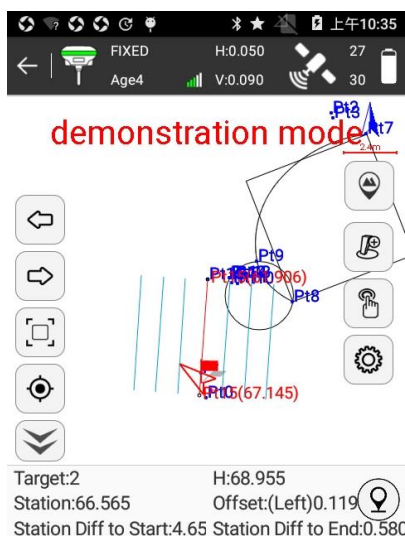 上午10:35
FIXED H:0.050 27
Age4 V:0.090 30
Pt2
Pt3
demonstration mode
Pt7
2.4m
Pt9
906)
Pt8
(67.145)
Target:2 H:68.955
Station:66.565 Offset:(Left)0.119
Station Diff to Start:4.65 Station Diff to End:0.580